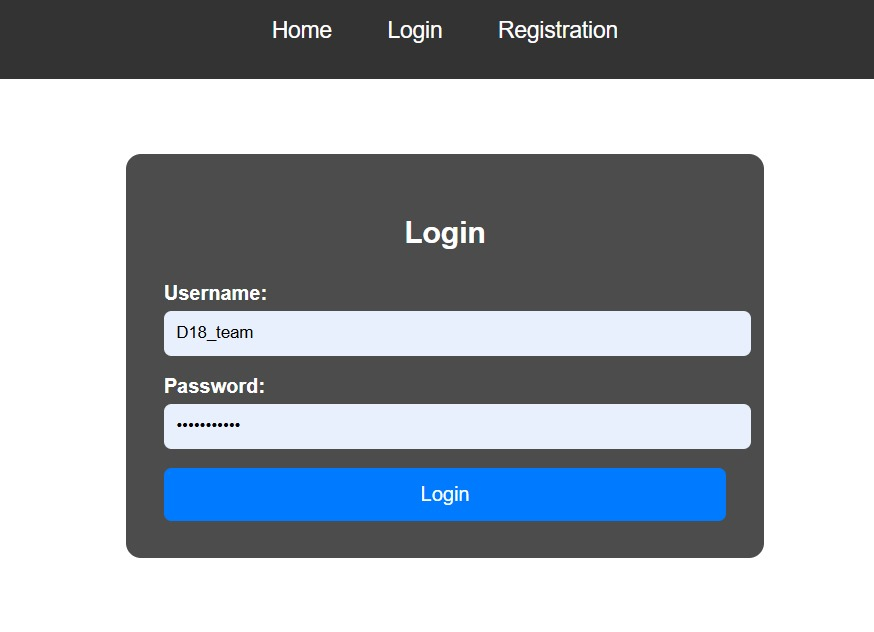 Home Login Registration
Login
Username:
D18_team
Password:
•••••••••••
Login